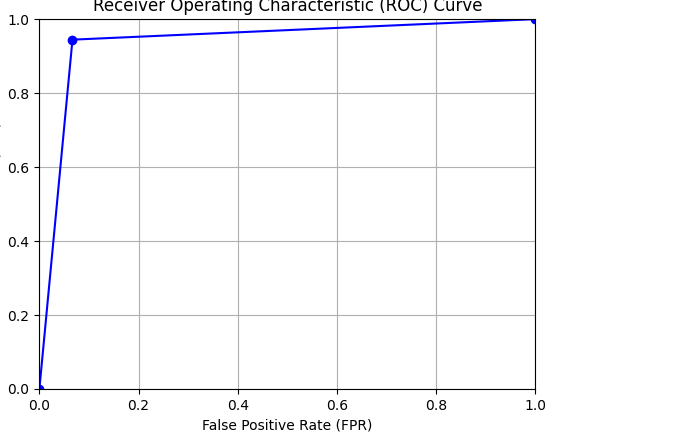 Receiver Operating Characteristic (ROC) Curve
1.0
0.8
0.6
0.4
0.2
0.0
0.0 0.2 0.4 0.6 0.8 1.0
False Positive Rate (FPR)